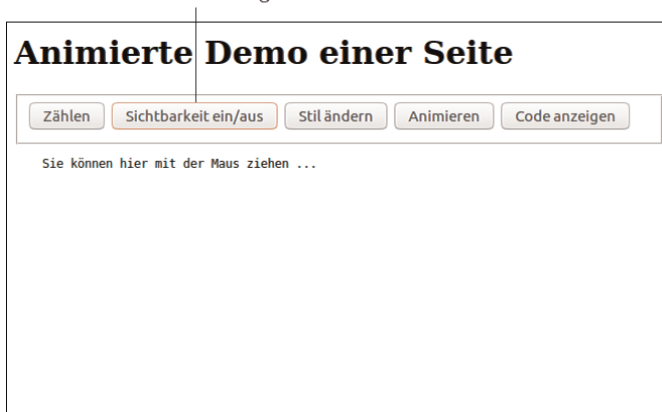 Animierte Demo einer Seite
Zählen Sichtbarkeit ein/aus Stil ändern Animieren Code anzeigen
Sie können hier mit der Maus ziehen ...